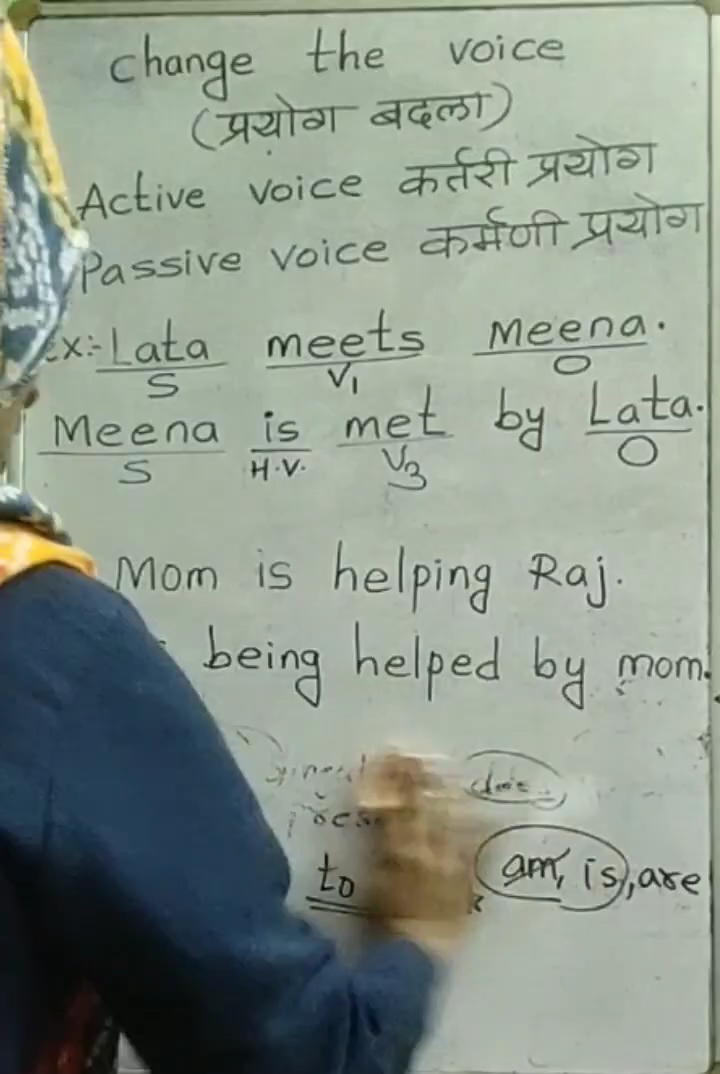 change the voice
(प्रयोग बदला)
Active voice कर्तरी प्रयोग
Passive voice कर्मणी प्रयोग
Ex:- Lata meets Meena.
S V1 O
Meena is met by Lata.
S H.V. V3 O
Mom is helping Raj.
being helped by mom.
to am, is, are